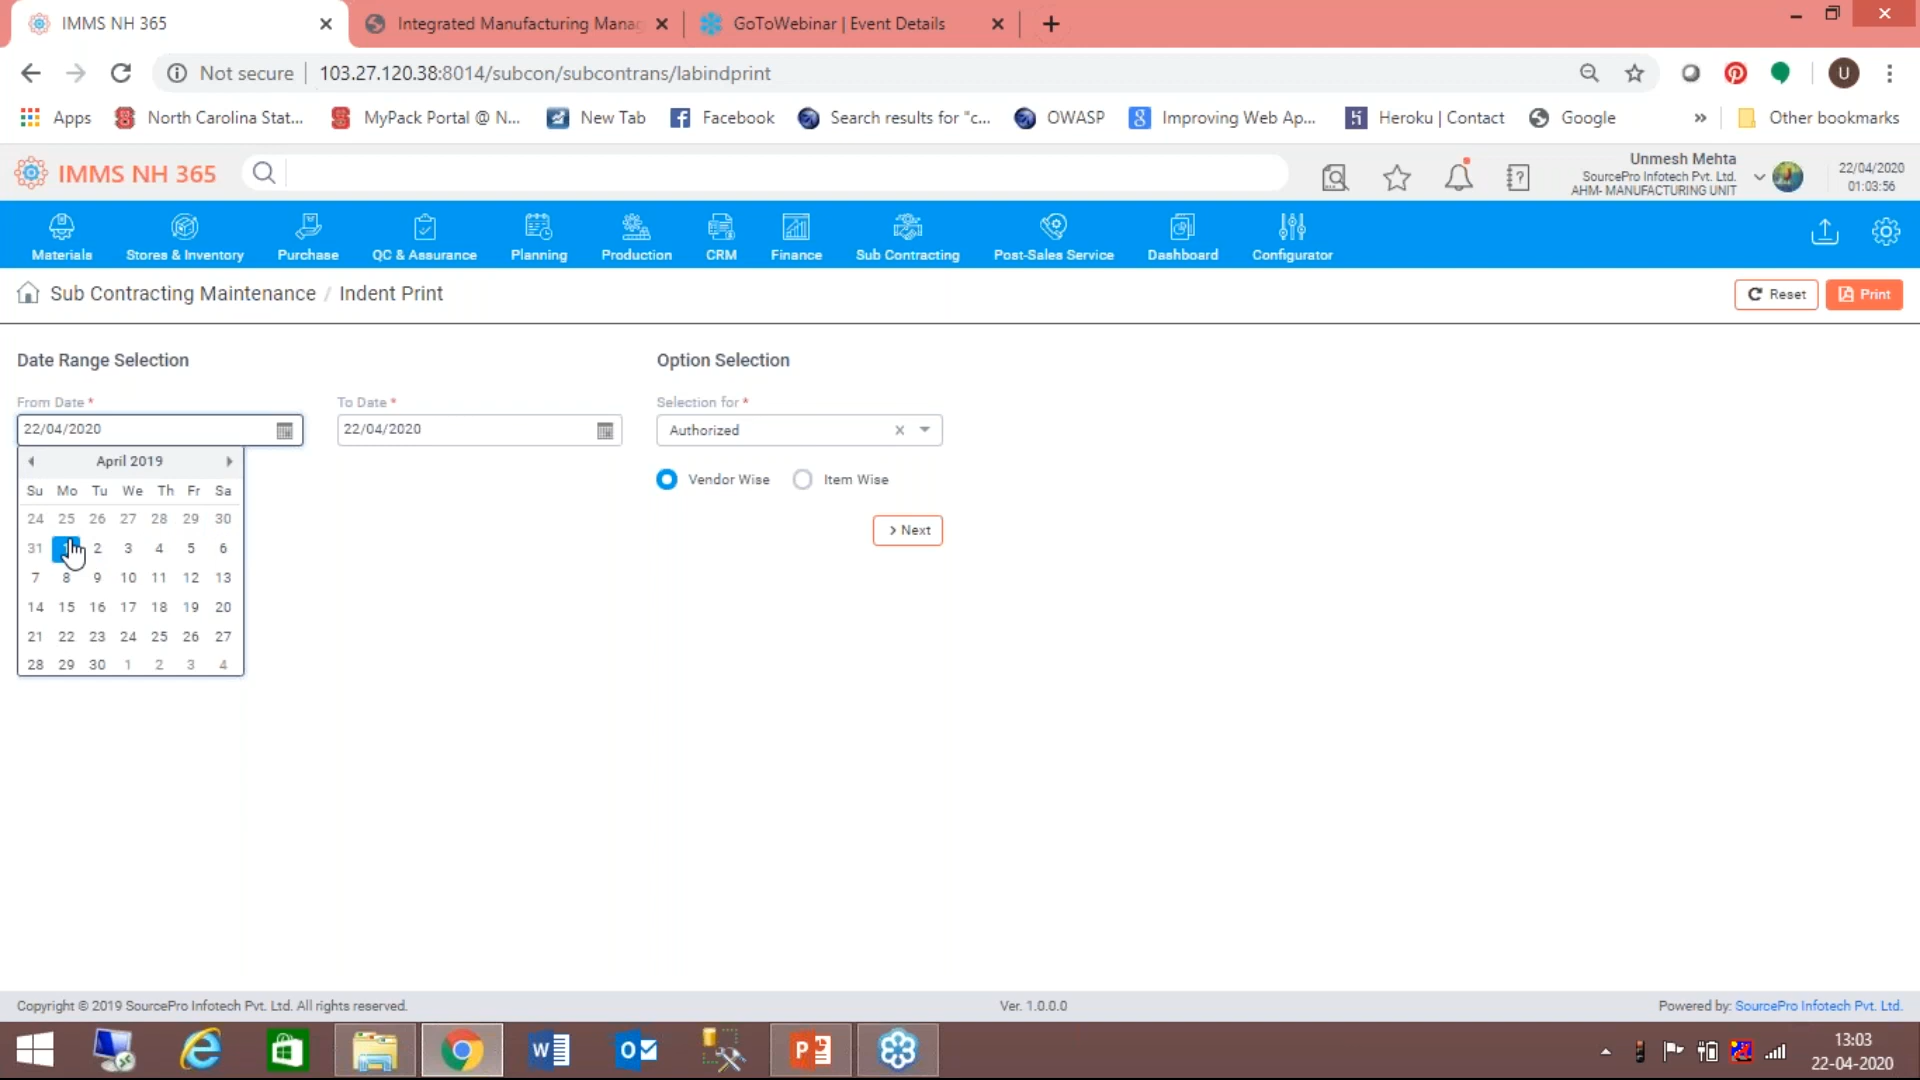 IMMS NH 365
Integrated Manufacturing Manag
GoToWebinar | Event Details
Not secure 103.27.120.38:8014/subcon/subcontrans/labindprint
U
Apps North Carolina Stat... MyPack Portal @ N... New Tab Facebook Search results for "c... OWASP Improving Web Ap... Heroku | Contact Google » Other bookmarks
IMMS NH 365
Unmesh Mehta
SourcePro Infotech Pvt. Ltd.
AHM- MANUFACTURING UNIT
22/04/2020
01:03:56
Materials Stores & Inventory Purchase QC & Assurance Planning Production CRM Finance Sub Contracting Post-Sales Service Dashboard Configurator
Sub Contracting Maintenance / Indent Print
Reset Print
Date Range Selection
Option Selection
From Date * To Date * Selection for *
22/04/2020 22/04/2020 Authorized
Vendor Wise Item Wise
> Next
April 2019
Su Mo Tu We Th Fr Sa
24 25 26 27 28 29 30
31 1 2 3 4 5 6
7 8 9 10 11 12 13
14 15 16 17 18 19 20
21 22 23 24 25 26 27
28 29 30 1 2 3 4
Copyright © 2019 SourcePro Infotech Pvt. Ltd. All rights reserved. Ver. 1.0.0.0 Powered by: SourcePro Infotech Pvt. Ltd.
13:03
22-04-2020